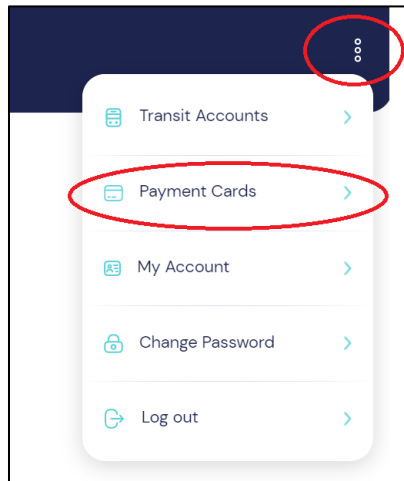 Transit Accounts
Payment Cards
My Account
Change Password
Log out